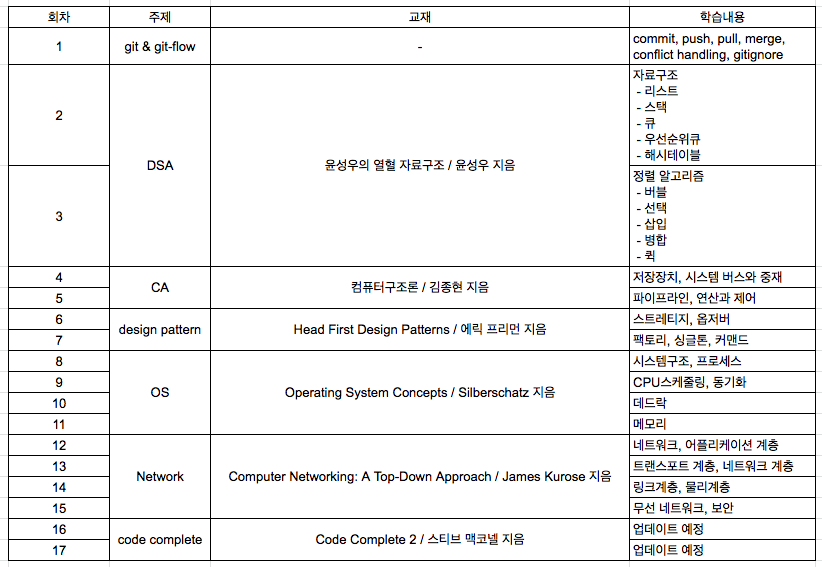 회차 주제 교재 학습내용
1 git & git-flow - commit, push, pull, merge,
conflict handling, gitignore
2 DSA 윤성우의 열혈 자료구조 / 윤성우 지음 자료구조
- 리스트
- 스택
- 큐
- 우선순위큐
- 해시테이블
3 정렬 알고리즘
- 버블
- 선택
- 삽입
- 병합
- 퀵
4 CA 컴퓨터구조론 / 김종현 지음 저장장치, 시스템 버스와 중재
5 파이프라인, 연산과 제어
6 design pattern Head First Design Patterns / 에릭 프리먼 지음 스트레티지, 옵저버
7 팩토리, 싱글톤, 커맨드
8 OS Operating System Concepts / Silberschatz 지음 시스템구조, 프로세스
9 CPU스케줄링, 동기화
10 데드락
11 메모리
12 Network Computer Networking: A Top-Down Approach / James Kurose 지음 네트워크, 어플리케이션 계층
13 트랜스포트 계층, 네트워크 계층
14 링크계층, 물리계층
15 무선 네트워크, 보안
16 code complete Code Complete 2 / 스티브 맥코넬 지음 업데이트 예정
17 업데이트 예정